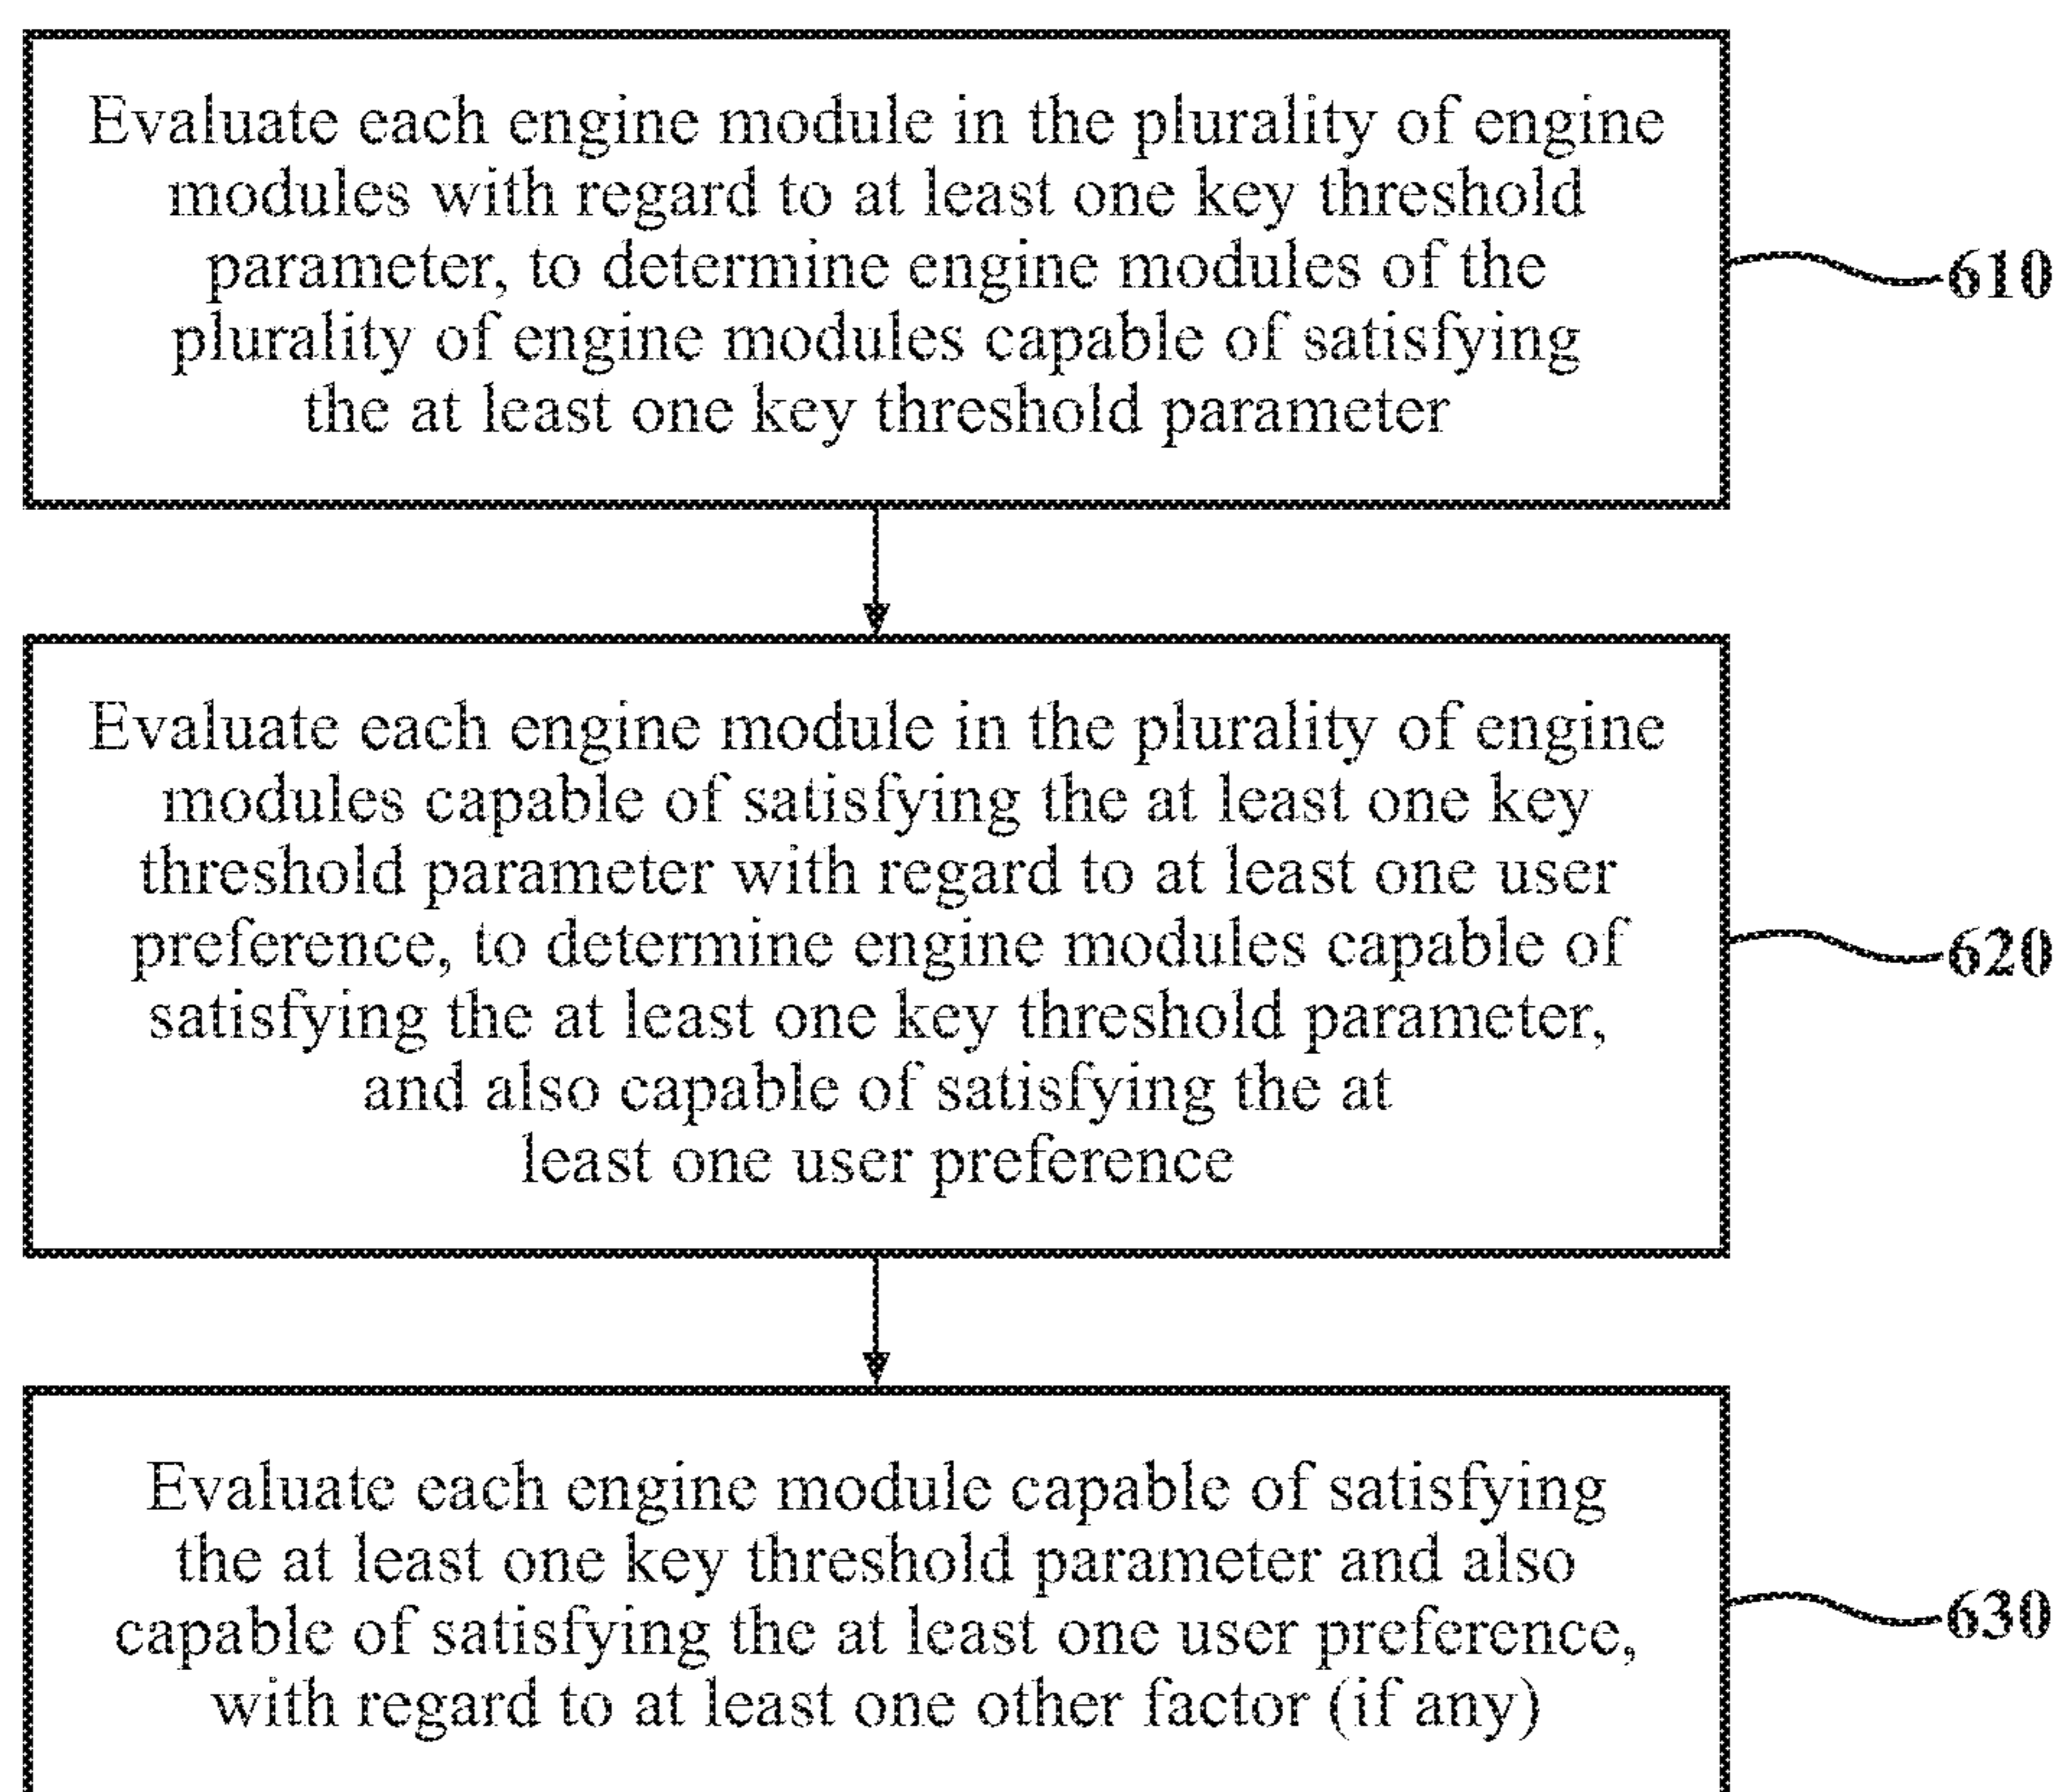 Evaluate each engine module in the plurality of engine
modules with regard to at least one key threshold
parameter, to determine engine modules of the
plurality of engine modules capable of satisfying
the at least one key threshold parameter
610
Evaluate each engine module in the plurality of engine
modules capable of satisfying the at least one key
threshold parameter with regard to at least one user
preference, to determine engine modules capable of
satisfying the at least one key threshold parameter,
and also capable of satisfying the at
least one user preference
620
Evaluate each engine module capable of satisfying
the at least one key threshold parameter and also
capable of satisfying the at least one user preference,
with regard to at least one other factor (if any)
630